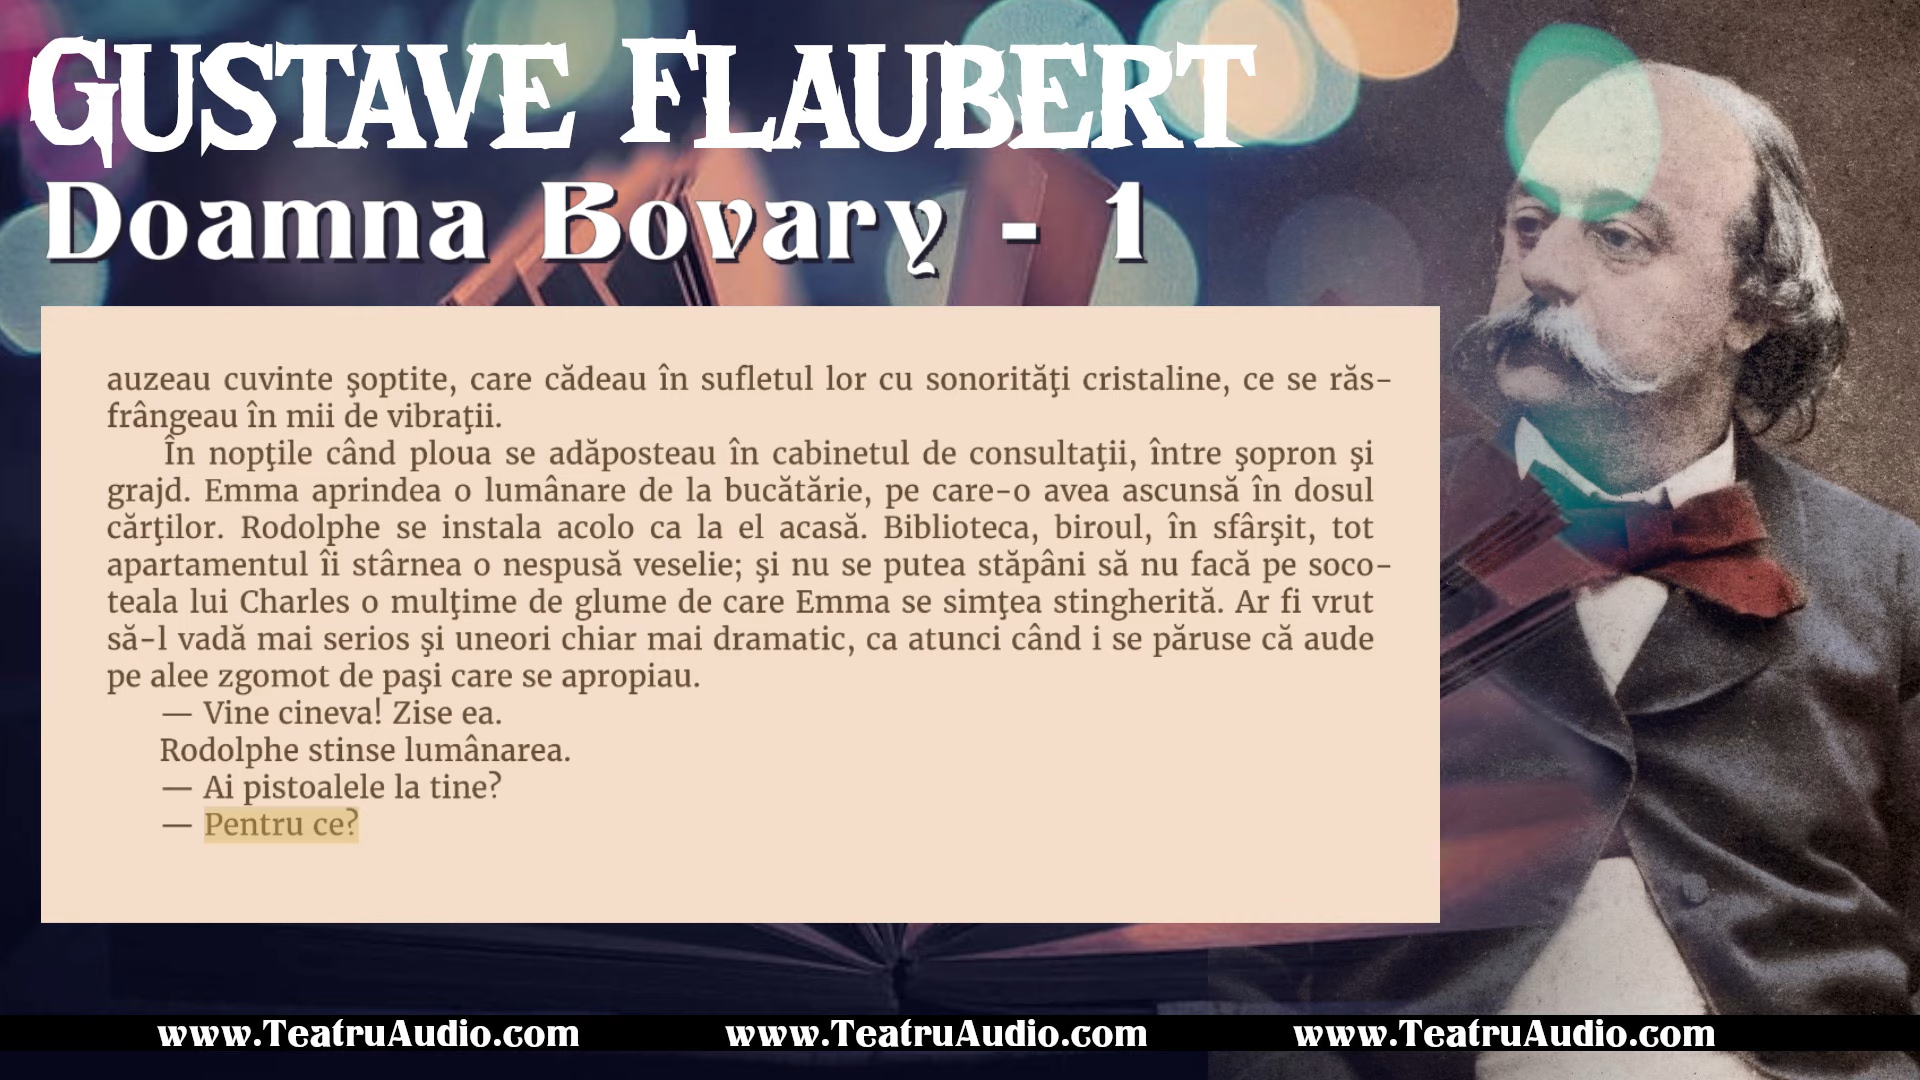 GUSTAVE FLAUBERT
Doamna Bovary - 1
auzeau cuvinte şoptite, care cădeau în sufletul lor cu sonorităţi cristaline, ce se răs-
frângeau în mii de vibraţii.
În nopţile când ploua se adăposteau în cabinetul de consultaţii, între şopron şi
grajd. Emma aprindea o lumânare de la bucătărie, pe care-o avea ascunsă în dosul
cărţilor. Rodolphe se instala acolo ca la el acasă. Biblioteca, biroul, în sfârşit, tot
apartamentul îi stârnea o nespusă veselie; şi nu se putea stăpâni să nu facă pe soco-
teala lui Charles o mulţime de glume de care Emma se simţea stingherită. Ar fi vrut
să-l vadă mai serios şi uneori chiar mai dramatic, ca atunci când i se păruse că aude
pe alee zgomot de paşi care se apropiau.
— Vine cineva! Zise ea.
Rodolphe stinse lumânarea.
— Ai pistoalele la tine?
— Pentru ce?
www.TeatruAudio.com www.TeatruAudio.com www.TeatruAudio.com